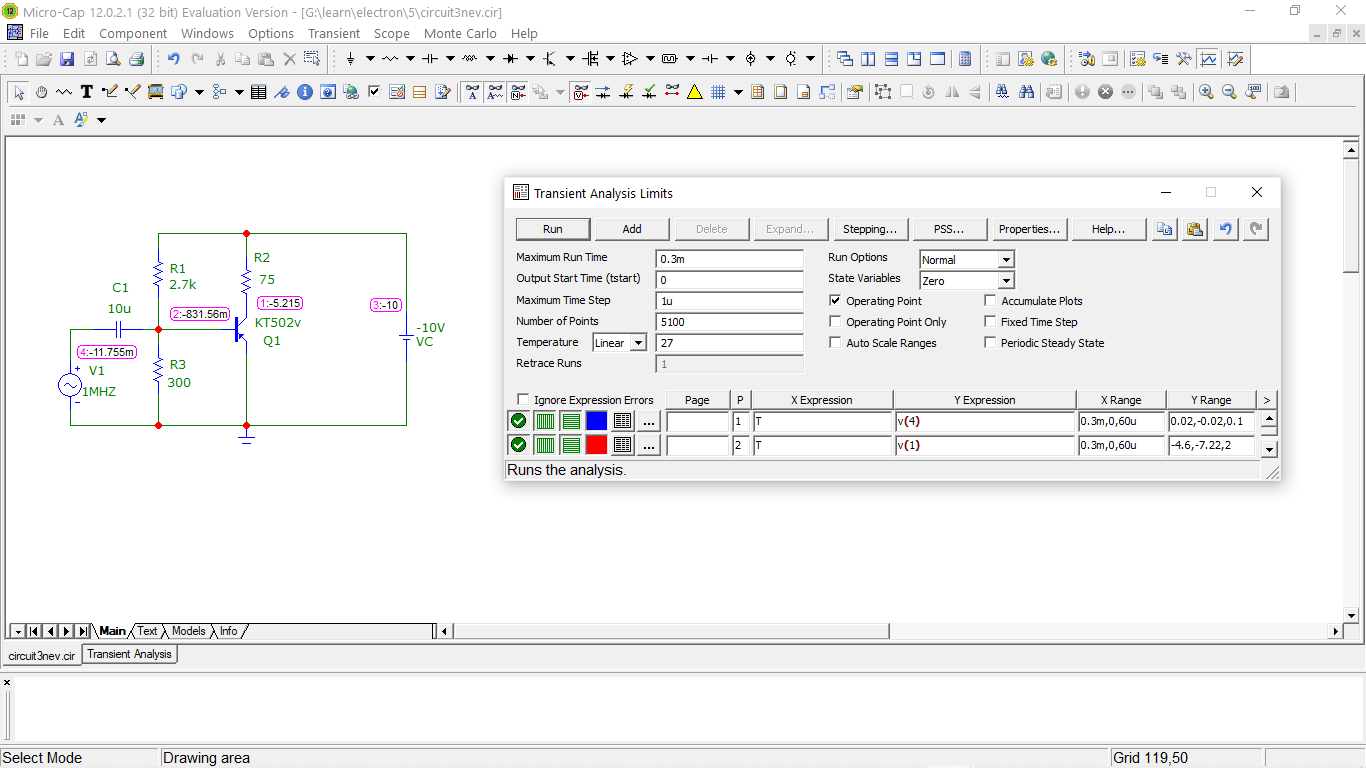 Micro-Cap 12.0.2.1 (32 bit) Evaluation Version - [G:\learn\electron\5\circuit3nev.cir]
File Edit Component Windows Options Transient Scope Monte Carlo Help
R1
2.7k
R2
75
C1
10u
1:-5.215
2:-831.56m
3:-10
KT502v
Q1
-10V
VC
4:-11.755m
V1
1MHZ
R3
300
Transient Analysis Limits
Run Add Delete Expand... Stepping... PSS... Properties... Help...
Maximum Run Time 0.3m Run Options Normal
Output Start Time (tstart) 0 State Variables Zero
Maximum Time Step 1u Operating Point Accumulate Plots
Number of Points 5100 Operating Point Only Fixed Time Step
Temperature Linear 27 Auto Scale Ranges Periodic Steady State
Retrace Runs 1
Ignore Expression Errors Page P X Expression Y Expression X Range Y Range >
... 1 T v(4) 0.3m,0,60u 0.02,-0.02,0.1
... 2 T v(1) 0.3m,0,60u -4.6,-7.22,2
Runs the analysis.
Main Text Models Info
circuit3nev.cir Transient Analysis
Select Mode Drawing area Grid 119,50